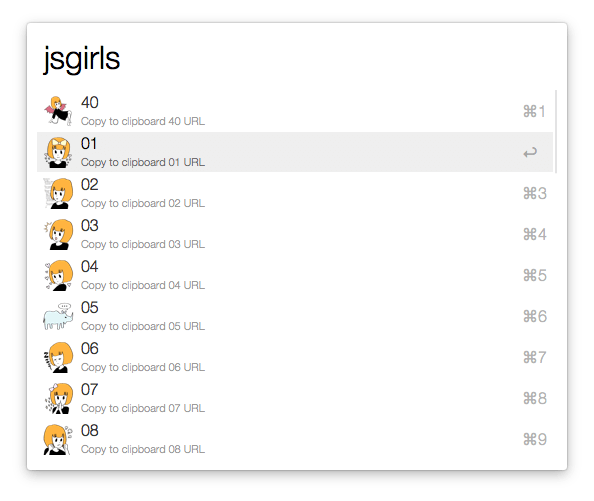 jsgirls
40
Copy to clipboard 40 URL
⌘1
01
Copy to clipboard 01 URL
↩
02
Copy to clipboard 02 URL
⌘3
03
Copy to clipboard 03 URL
⌘4
04
Copy to clipboard 04 URL
⌘5
05
Copy to clipboard 05 URL
⌘6
06
Copy to clipboard 06 URL
⌘7
07
Copy to clipboard 07 URL
⌘8
08
Copy to clipboard 08 URL
⌘9